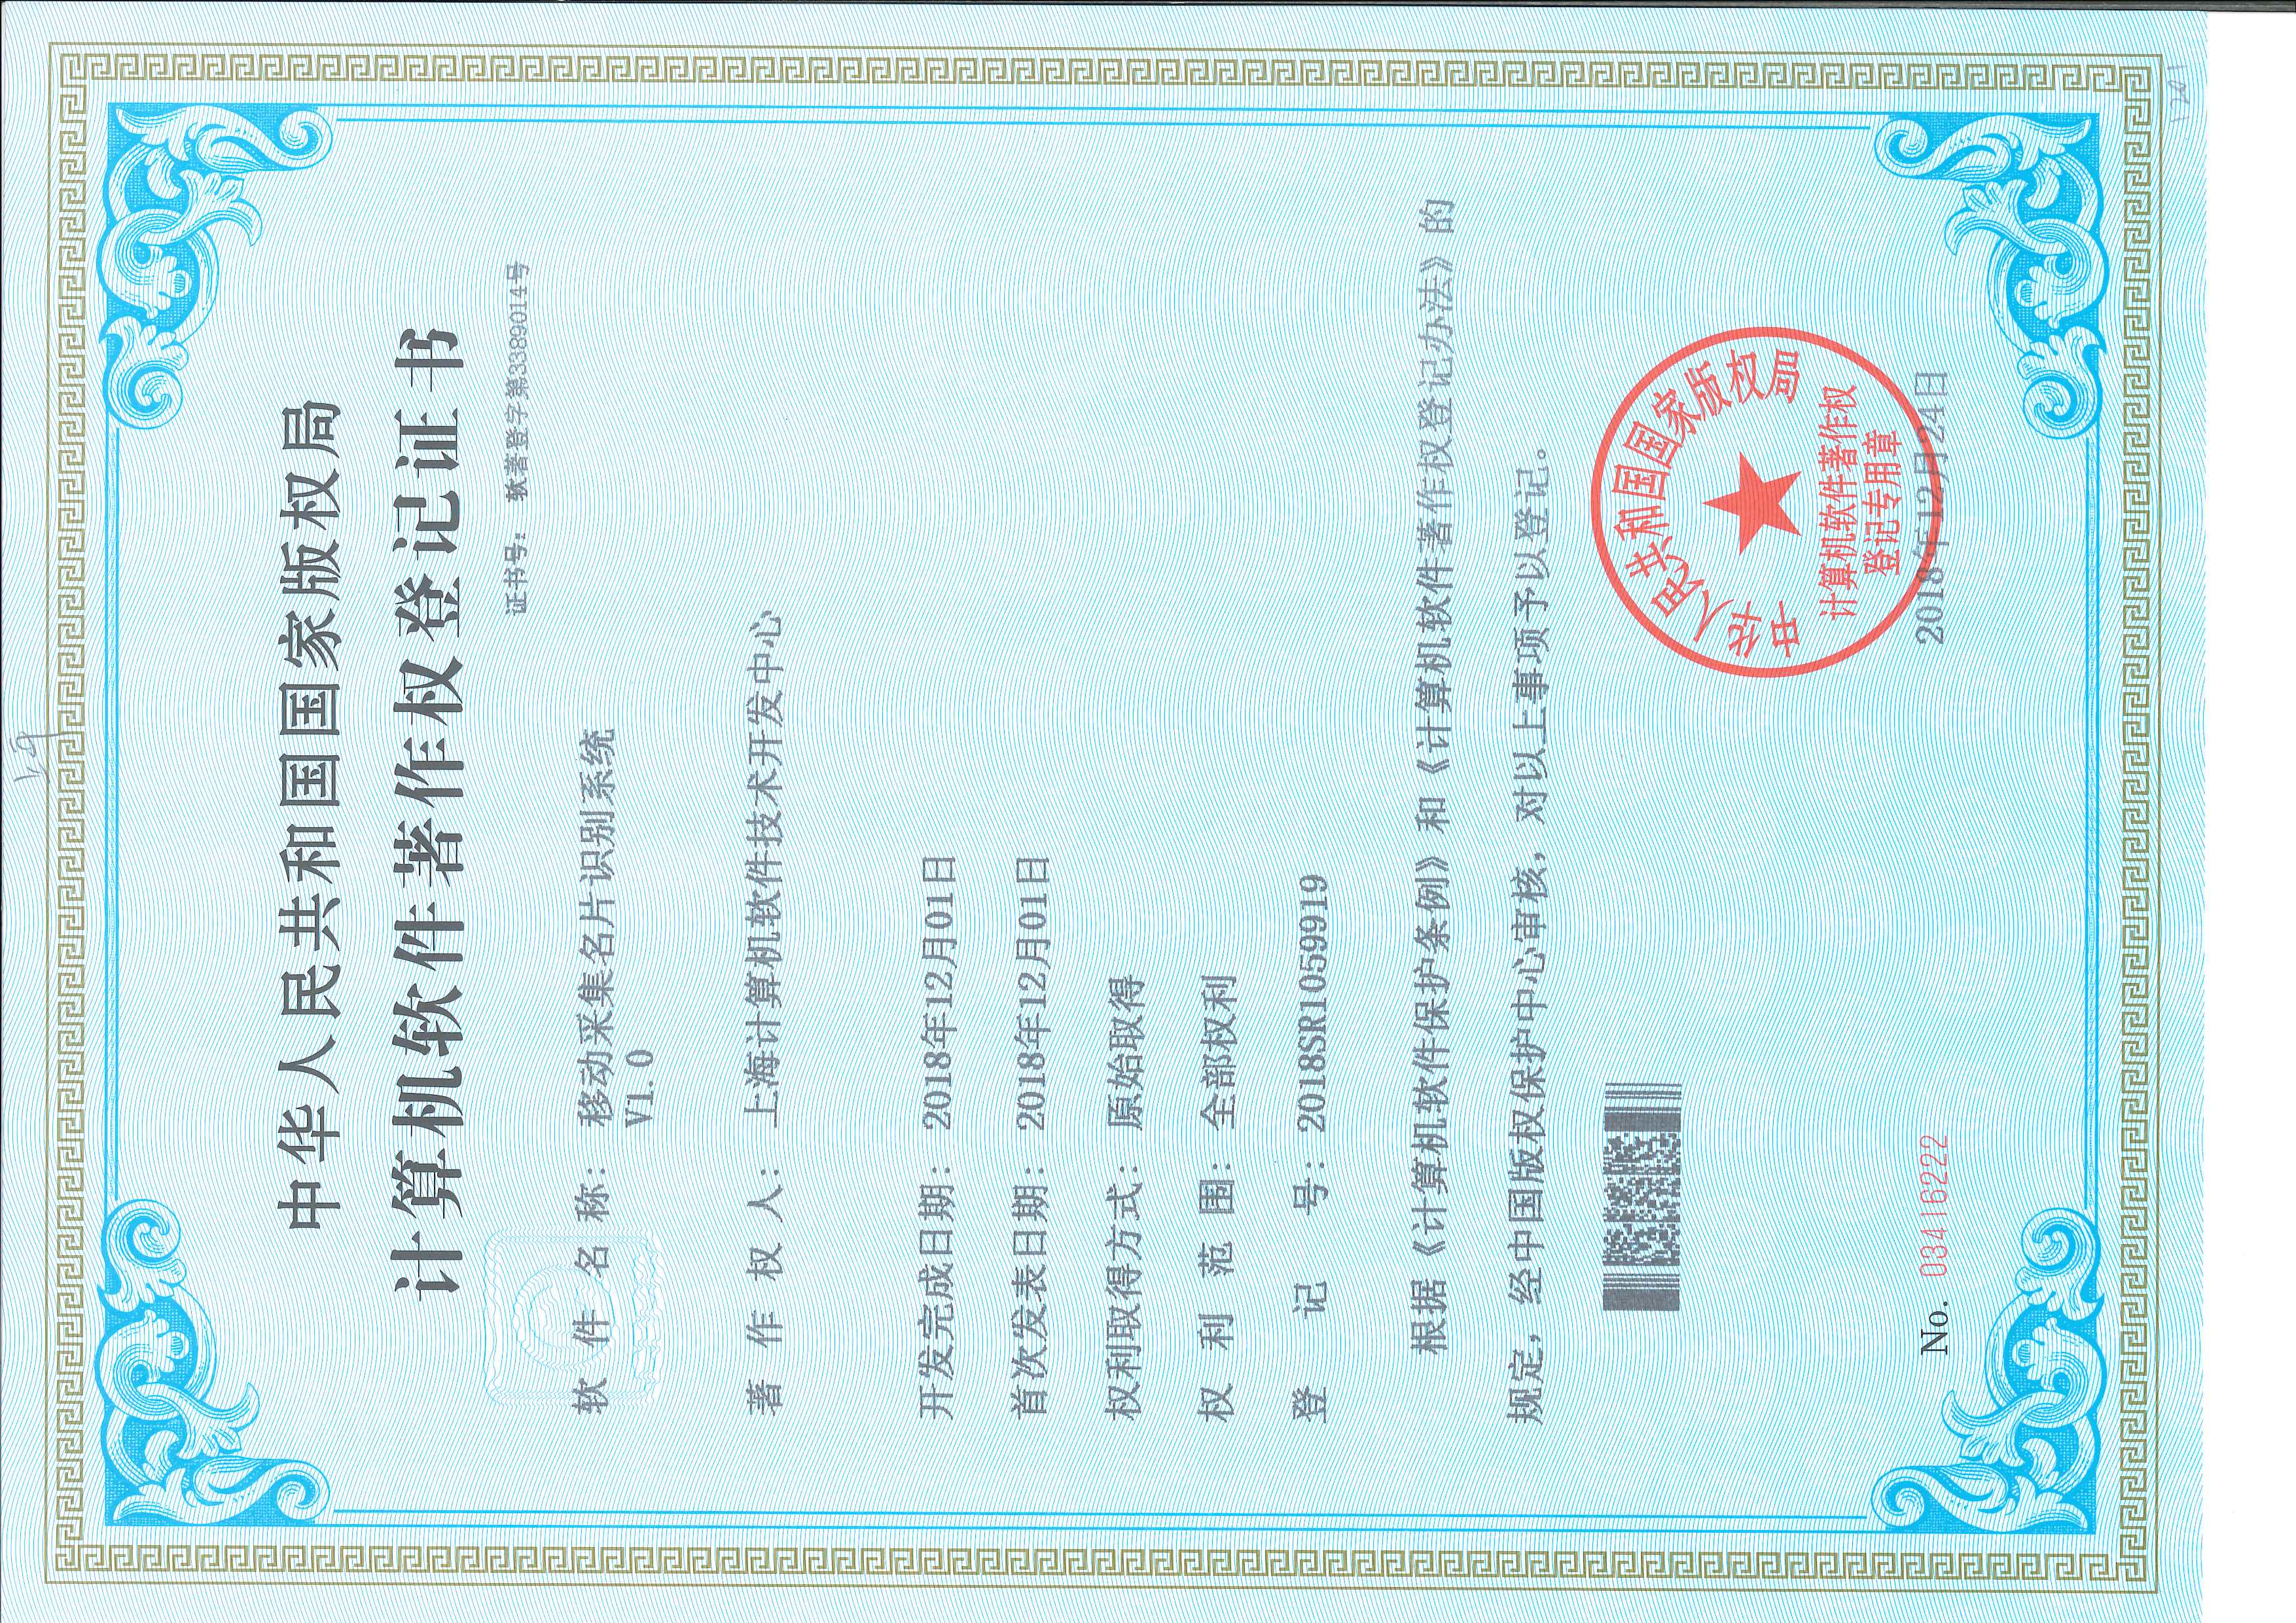 中华人民共和国国家版权局
计算机软件著作权登记证书
证书号： 软著登字第3389014号
软件名称： 移动采集名片识别系统
V1.0
著作权人： 上海计算机软件技术开发中心
开发完成日期： 2018年12月01日
首次发表日期： 2018年12月01日
权利取得方式： 原始取得
权利范围： 全部权利
登记号： 2018SR1059919
根据《计算机软件保护条例》和《计算机软件著作权登记办法》的
规定，经中国版权保护中心审核，对以上事项予以登记。
中华人民共和国国家版权局
计算机软件著作权
登记专用章
No. 03416222
2018年12月24日